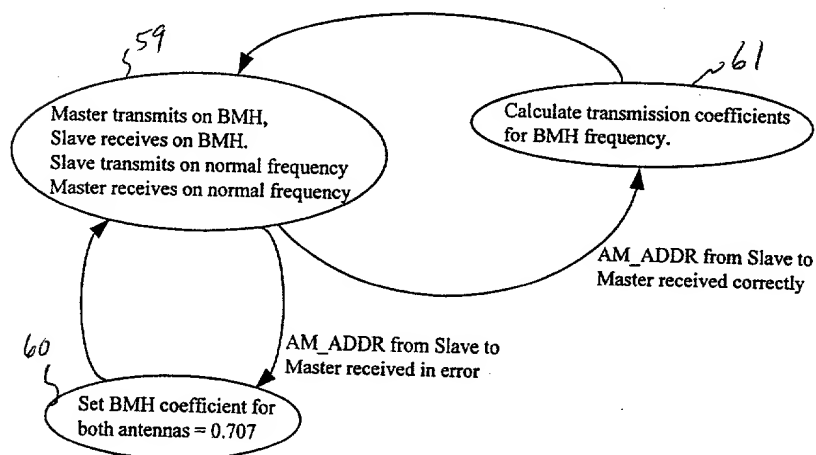 59
61
Master transmits on BMH,
Slave receives on BMH.
Slave transmits on normal frequency
Master receives on normal frequency
Calculate transmission coefficients
for BMH frequency.
AM_ADDR from Slave to
Master received correctly
AM_ADDR from Slave to
Master received in error
60
Set BMH coefficient for
both antennas = 0.707